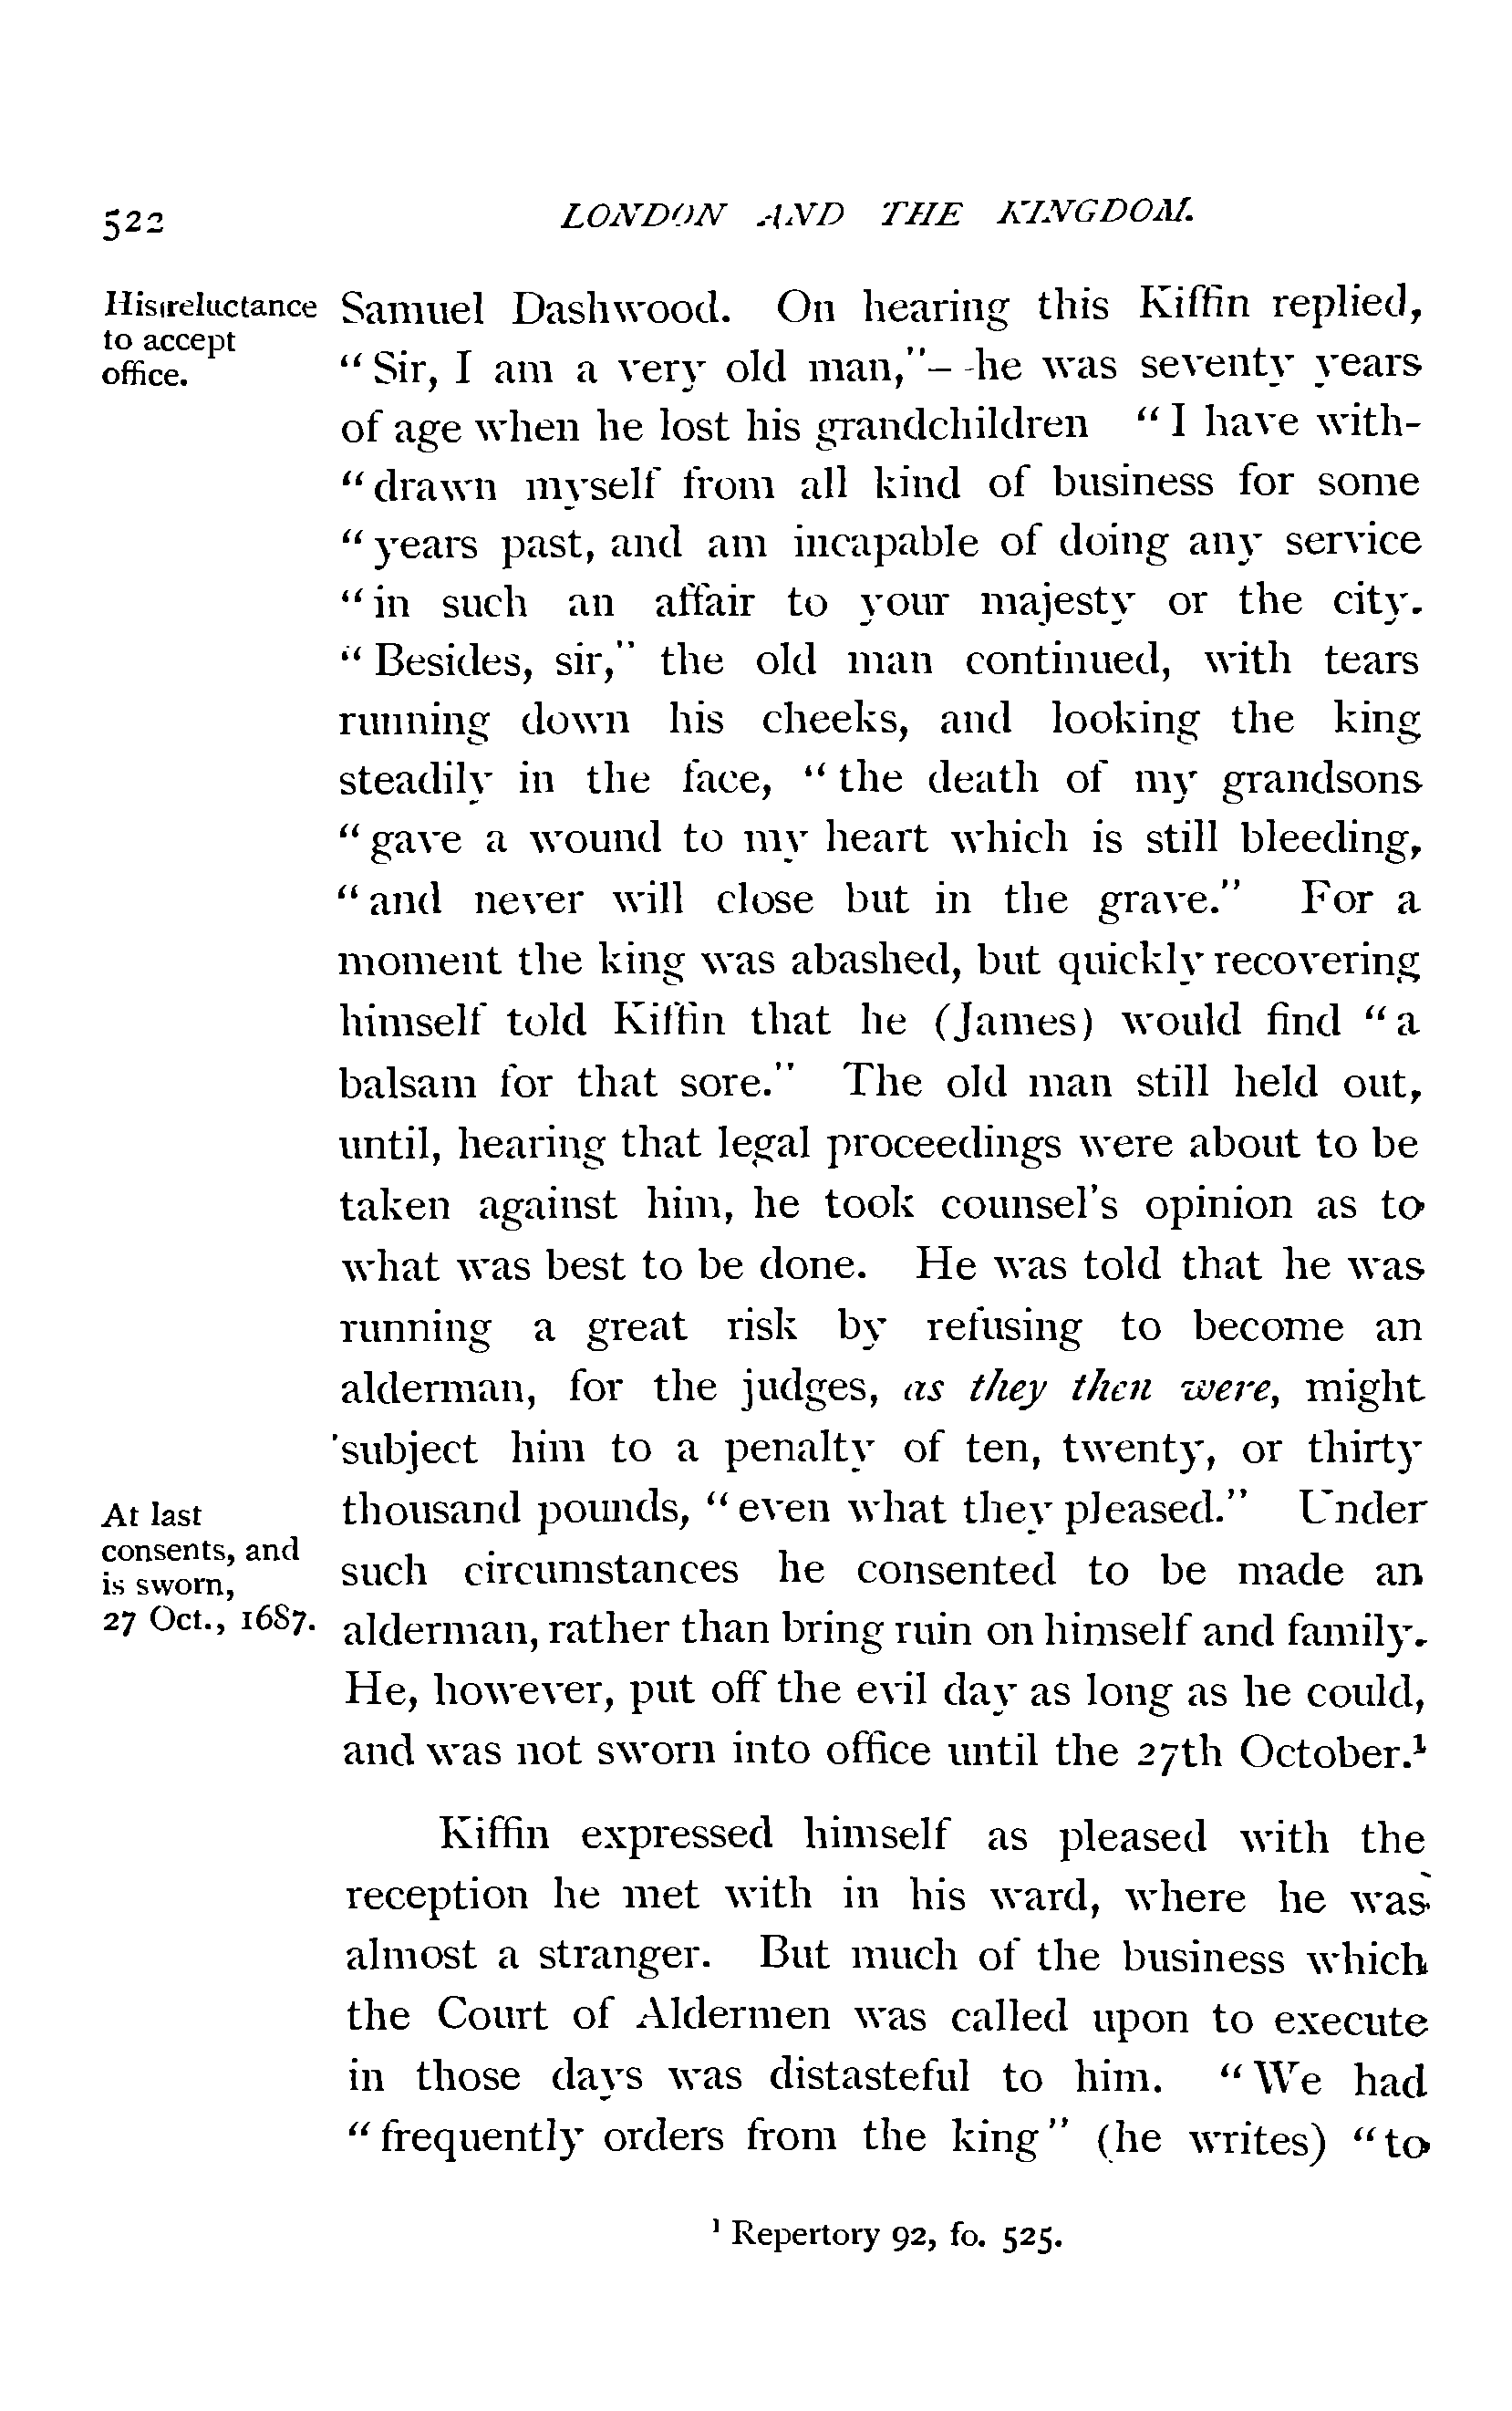 522 LONDON AND THE KINGDOM.
His reluctance
to accept
office.
Samuel Dashwood. On hearing this Kiffin replied,
"Sir, I am a very old man,"--he was seventy years
of age when he lost his grandchildren "I have with-
"drawn myself from all kind of business for some
"years past, and am incapable of doing any service
"in such an affair to your majesty or the city.
"Besides, sir," the old man continued, with tears
running down his cheeks, and looking the king
steadily in the face, "the death of my grandsons
"gave a wound to my heart which is still bleeding,
"and never will close but in the grave." For a
moment the king was abashed, but quickly recovering
himself told Kiffin that he (James) would find "a
balsam for that sore." The old man still held out,
until, hearing that legal proceedings were about to be
taken against him, he took counsel's opinion as to
what was best to be done. He was told that he was
running a great risk by refusing to become an
alderman, for the judges, as they then were, might
subject him to a penalty of ten, twenty, or thirty
At last
consents, and
is sworn,
27 Oct., 1687.
thousand pounds, "even what they pleased." Under
such circumstances he consented to be made an
alderman, rather than bring ruin on himself and family.
He, however, put off the evil day as long as he could,
and was not sworn into office until the 27th October.¹
Kiffin expressed himself as pleased with the
reception he met with in his ward, where he was
almost a stranger. But much of the business which
the Court of Aldermen was called upon to execute
in those days was distasteful to him. "We had
"frequently orders from the king" (he writes) "to
¹ Repertory 92, fo. 525.